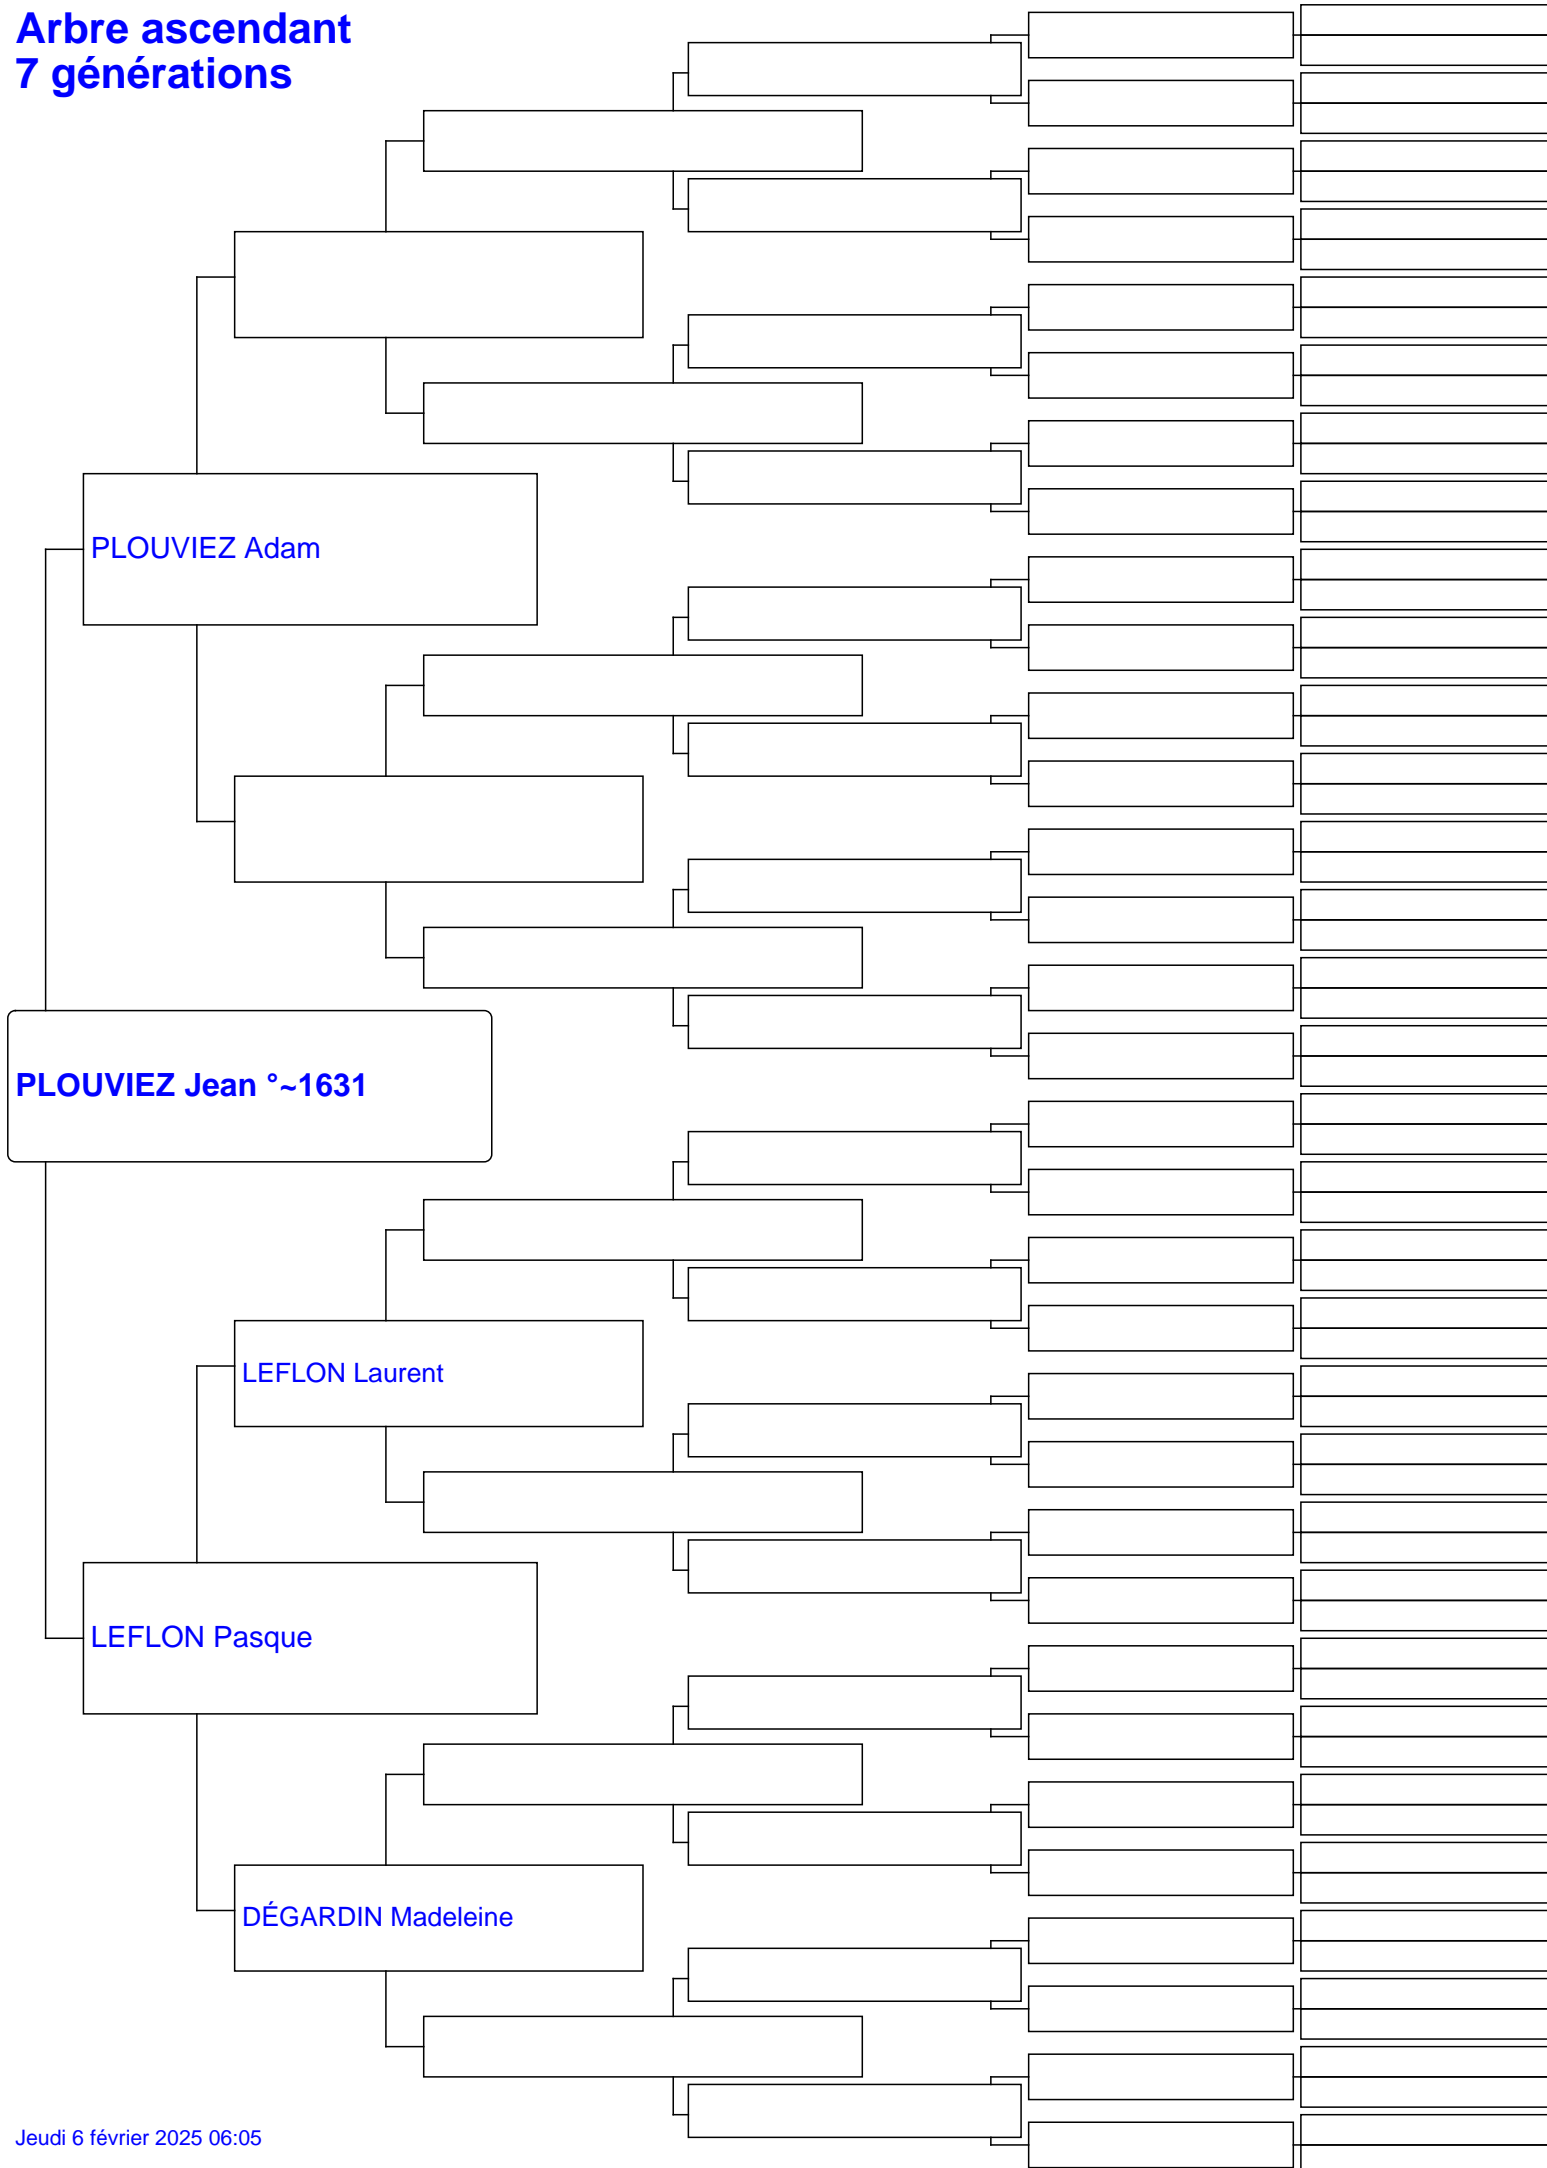 Arbre ascendant
7 générations
PLOUVIEZ Adam
PLOUVIEZ Jean °~1631
LEFLON Laurent
LEFLON Pasque
DÉGARDIN Madeleine
Jeudi 6 février 2025 06:05